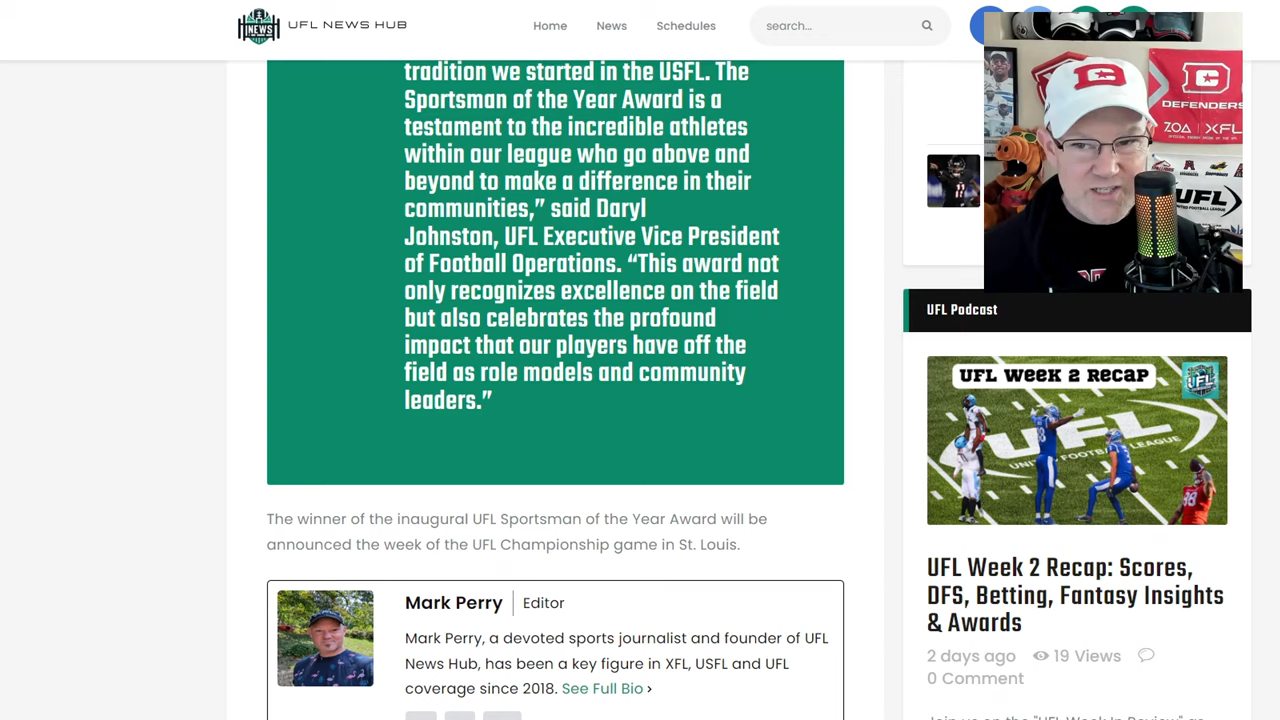 NEWS
UFL NEWS HUB
Home
News
Schedules
search...
tradition we started in the USFL. The
Sportsman of the Year Award is a
testament to the incredible athletes
within our league who go above and
beyond to make a difference in their
communities,” said Daryl
Johnston, UFL Executive Vice President
of Football Operations. “This award not
only recognizes excellence on the field
but also celebrates the profound
impact that our players have off the
field as role models and community
leaders.”
The winner of the inaugural UFL Sportsman of the Year Award will be
announced the week of the UFL Championship game in St. Louis.
Mark Perry
Editor
Mark Perry, a devoted sports journalist and founder of UFL
News Hub, has been a key figure in XFL, USFL and UFL
coverage since 2018. See Full Bio ›
DEFENDERS
ZOA XFL
UFL
UFL Podcast
UFL WEEK 2 RECAP
UFL
UFL
UFL Week 2 Recap: Scores,
DFS, Betting, Fantasy Insights
& Awards
2 days ago
19 Views
0 Comment